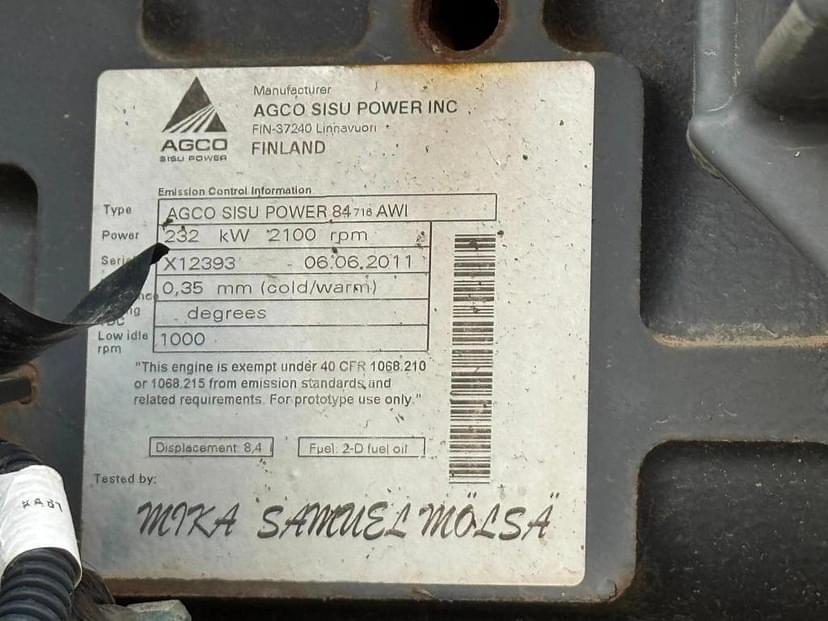 AGCO
SISU POWER
Manufacturer
AGCO SISU POWER INC
FIN-37240 Linnavuori
FINLAND
Emission Control Information
Type AGCO SISU POWER 84716 AWI
Power 232 kW 2100 rpm
X12393 - 06.06.2011
0,35 mm (cold/warm)
degrees
Low idle rpm 1000
"This engine is exempt under 40 CFR 1068.210
or 1068.215 from emission standards and
related requirements. For prototype use only."
Displacement: 8,4 l Fuel: 2-D fuel oil
Tested by:
MIKA SAMUEL MÖLSÄ